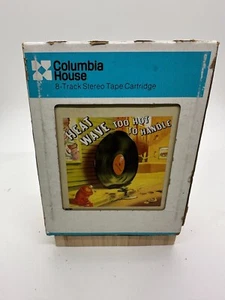 Columbia
House
8-Track Stereo Tape Cartridge
HEAT WAVE TOO HOT TO HANDLE